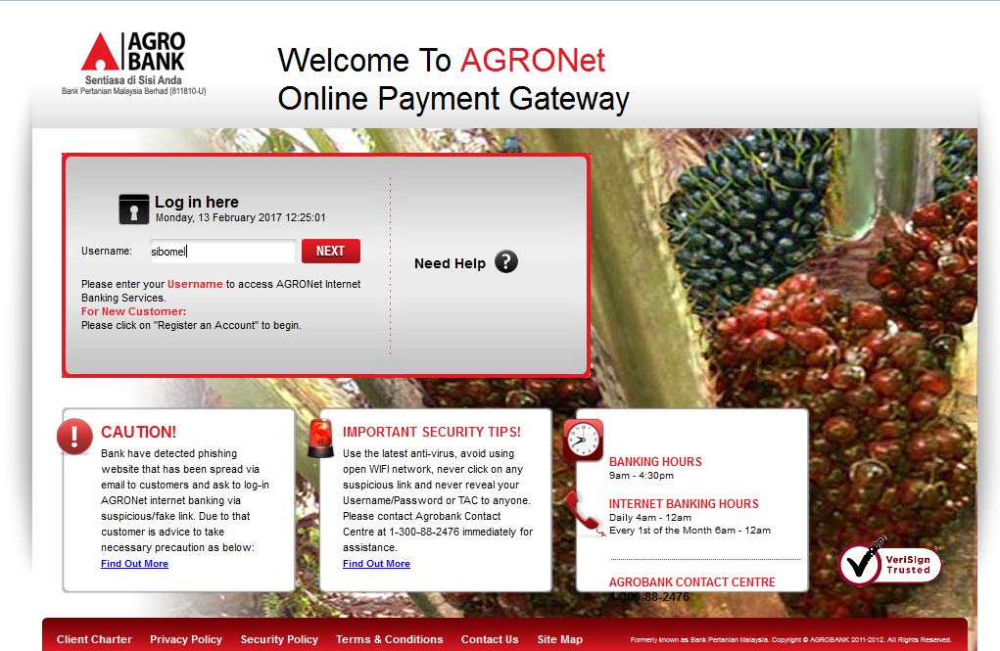 AGRO
BANK
Sentiasa di Sisi Anda
Bank Pertanian Malaysia Berhad (811810-U)
Welcome To AGRONet
Online Payment Gateway
Log in here
Monday, 13 February 2017 12:25:01
Username: sibomel NEXT
Please enter your Username to access AGRONet Internet
Banking Services.
For New Customer:
Please click on "Register an Account" to begin.
Need Help ?
!
CAUTION!
Bank have detected phishing
website that has been spread via
email to customers and ask to log-in
AGRONet internet banking via
suspicious/fake link. Due to that
customer is advice to take
necessary precaution as below:
Find Out More
IMPORTANT SECURITY TIPS!
Use the latest anti-virus, avoid using
open WIFI network, never click on any
suspicious link and never reveal your
Username/Password or TAC to anyone.
Please contact Agrobank Contact
Centre at 1-300-88-2476 immediately for
assistance.
Find Out More
BANKING HOURS
9am - 4:30pm
INTERNET BANKING HOURS
Daily 4am - 12am
Every 1st of the Month 6am - 12am
AGROBANK CONTACT CENTRE
1-300-88-2476
VeriSign
Trusted
Client Charter Privacy Policy Security Policy Terms & Conditions Contact Us Site Map Formerly known as Bank Pertanian Malaysia. Copyright © AGROBANK 2011-2012. All Rights Reserved.